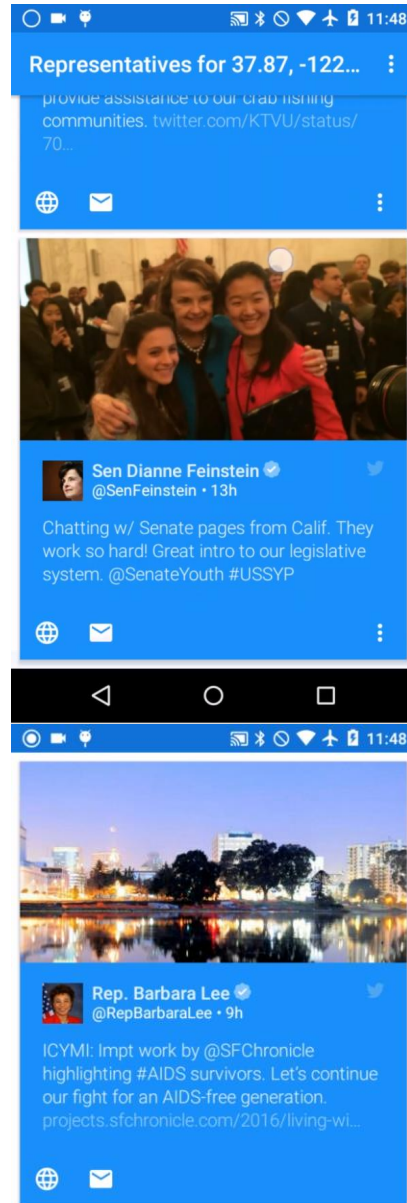 11:48
Representatives for 37.87, -122...
provide assistance to our crab fishing
communities. twitter.com/KTVU/status/
70...
Sen Dianne Feinstein
@SenFeinstein • 13h
Chatting w/ Senate pages from Calif. They
work so hard! Great intro to our legislative
system. @SenateYouth #USSYP
11:48
Rep. Barbara Lee
@RepBarbaraLee • 9h
ICYMI: Impt work by @SFChronicle
highlighting #AIDS survivors. Let's continue
our fight for an AIDS-free generation.
projects.sfchronicle.com/2016/living-wi...